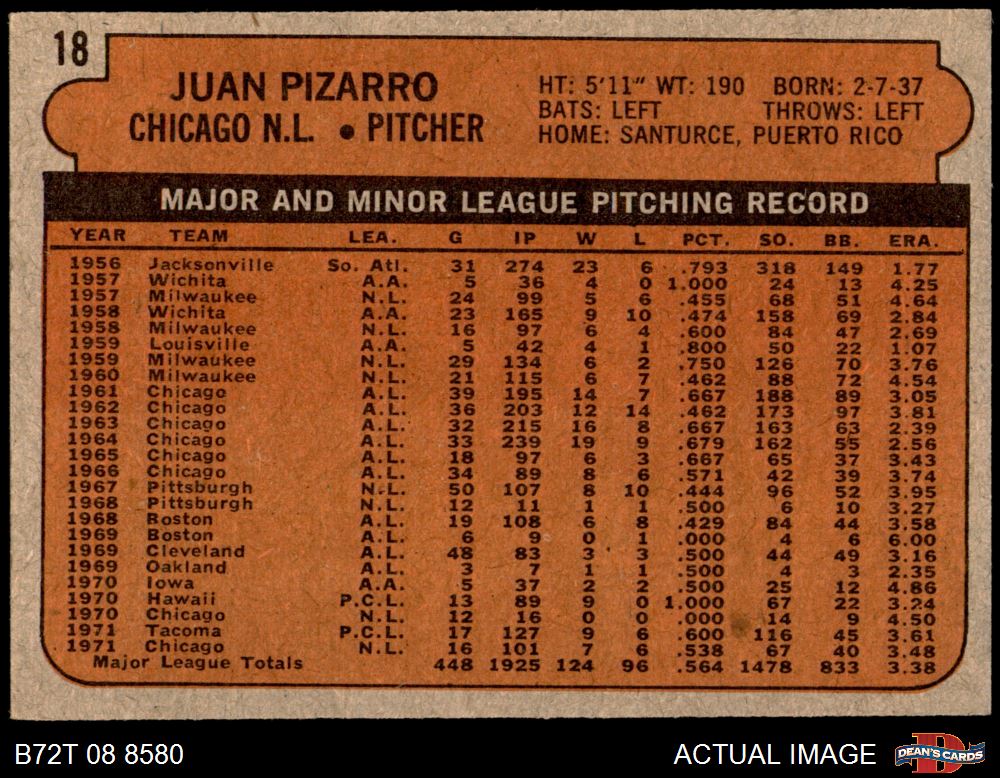 18
JUAN PIZARRO
CHICAGO N.L. • PITCHER
HT: 5'11" WT: 190 BORN: 2-7-37
BATS: LEFT THROWS: LEFT
HOME: SANTURCE, PUERTO RICO
MAJOR AND MINOR LEAGUE PITCHING RECORD
YEAR TEAM LEA. G IP W L PCT. SO. BB. ERA.
1956 Jacksonville So. Atl. 31 274 23 6 .793 318 149 1.77
1957 Wichita A.A. 5 36 4 0 1.000 24 13 4.25
1957 Milwaukee N.L. 24 99 5 6 .455 68 51 4.64
1958 Wichita A.A. 23 165 9 10 .474 158 69 2.84
1958 Milwaukee N.L. 16 97 6 4 .600 84 47 2.69
1959 Louisville A.A. 5 42 4 1 .800 50 22 1.07
1959 Milwaukee N.L. 29 134 6 2 .750 126 70 3.76
1960 Milwaukee N.L. 21 115 6 7 .462 88 72 4.54
1961 Chicago A.L. 39 195 14 7 .667 188 89 3.05
1962 Chicago A.L. 36 203 12 14 .462 173 97 3.81
1963 Chicago A.L. 32 215 16 8 .667 163 63 2.39
1964 Chicago A.L. 33 239 19 9 .679 162 55 2.56
1965 Chicago A.L. 18 97 6 3 .667 65 37 3.43
1966 Chicago A.L. 34 89 8 6 .571 42 39 3.74
1967 Pittsburgh N.L. 50 107 8 10 .444 96 52 3.95
1968 Pittsburgh N.L. 12 11 1 1 .500 6 10 3.27
1968 Boston A.L. 19 108 6 8 .429 84 44 3.58
1969 Boston A.L. 6 9 0 1 .000 4 6 6.00
1969 Cleveland A.L. 48 83 3 3 .500 44 49 3.16
1969 Oakland A.L. 3 7 1 1 .500 4 3 2.35
1970 Iowa A.A. 5 37 2 2 .500 25 12 4.86
1970 Hawaii P.C.L. 13 89 9 0 1.000 67 22 3.24
1970 Chicago N.L. 12 16 0 0 .000 14 9 4.50
1971 Tacoma P.C.L. 17 127 9 6 .600 116 45 3.61
1971 Chicago N.L. 16 101 7 6 .538 67 40 3.48
Major League Totals 448 1925 124 96 .564 1478 833 3.38
B72T 08 8580 ACTUAL IMAGE
DEAN'S CARDS